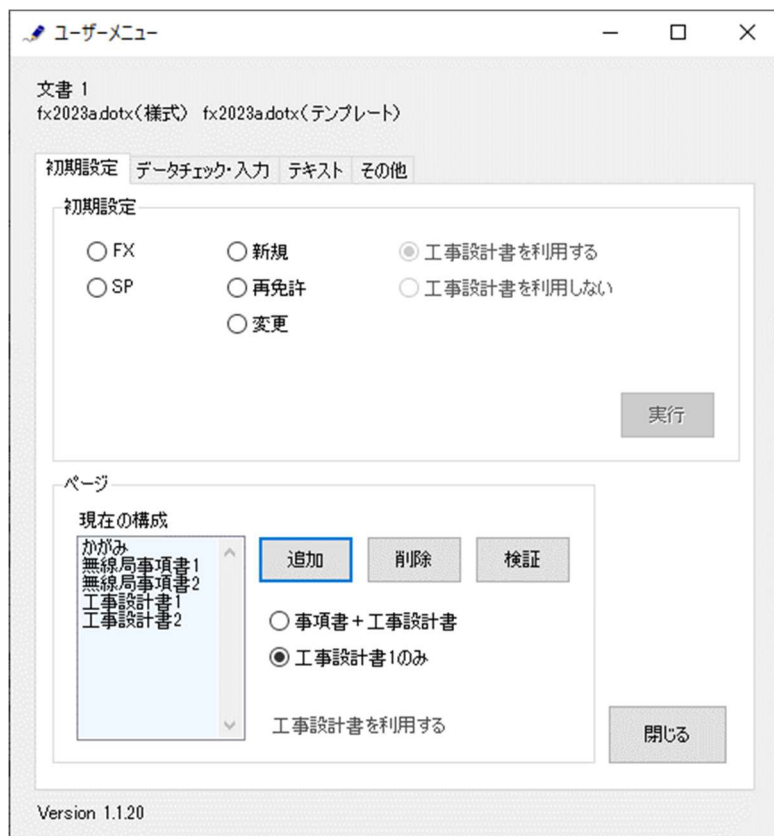 ユーザーメニュー
文書 1
fx2023a.dotx(様式) fx2023a.dotx(テンプレート)
初期設定 データチェック・入力 テキスト その他
初期設定
FX 新規 工事設計書を利用する
SP 再免許 工事設計書を利用しない
変更
実行
ページ
現在の構成
かがみ
無線局事項書1
無線局事項書2
工事設計書1
工事設計書2
追加 削除 検証
事項書+工事設計書
工事設計書1のみ
工事設計書を利用する
閉じる
Version 1.1.20